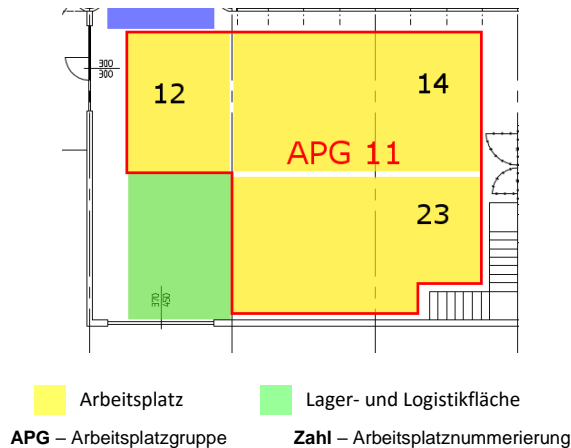 300
300
12
14
APG 11
23
370
450
Arbeitsplatz
Lager- und Logistikfläche
APG – Arbeitsplatzgruppe
Zahl – Arbeitsplatznummerierung